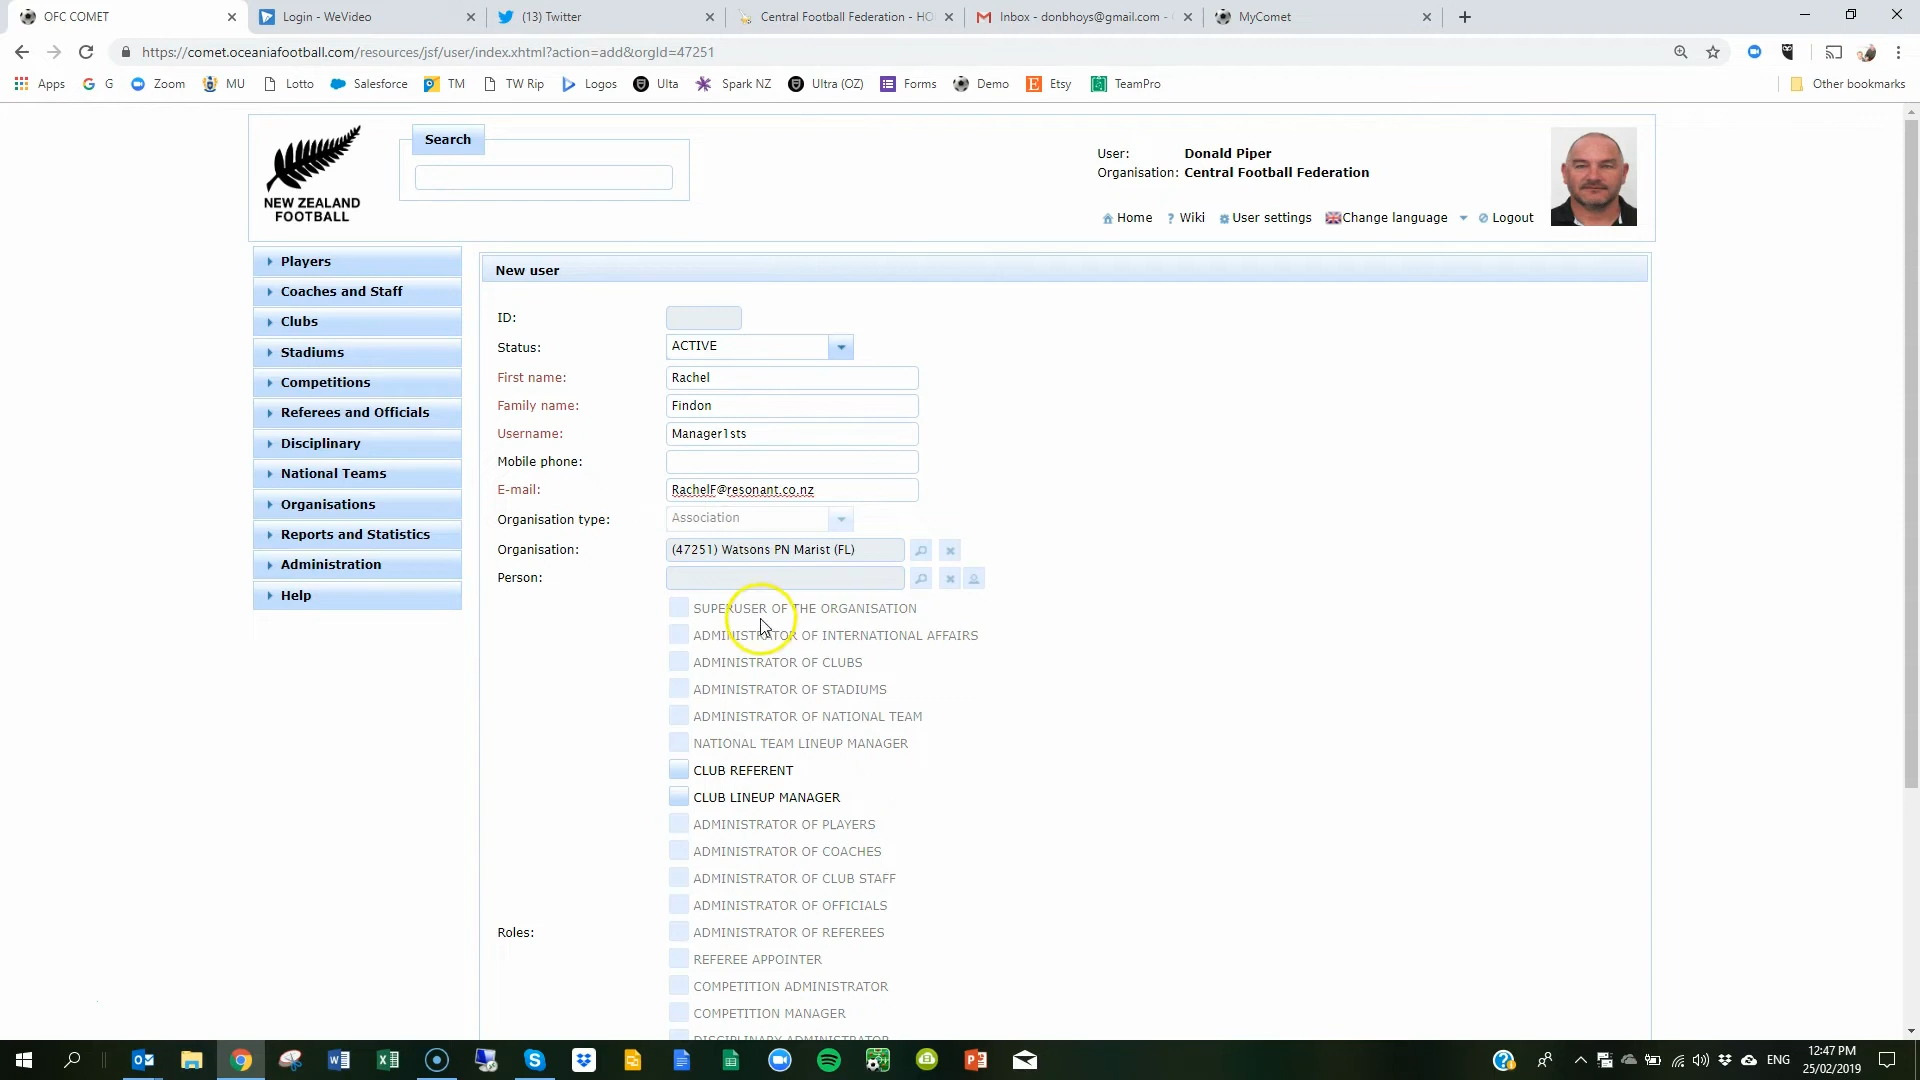 OFC COMET
Login - WeVideo
(13) Twitter
Central Football Federation - HO
Inbox - donbhoys@gmail.com -
MyComet
https://comet.oceaniafootball.com/resources/jsf/user/index.xhtml?action=add&orgId=47251
Apps
G
Zoom
MU
Lotto
Salesforce
TM
TW Rip
Logos
Ulta
Spark NZ
Ultra (OZ)
Forms
Demo
Etsy
TeamPro
Other bookmarks
NEW ZEALAND
FOOTBALL
Search
User: Donald Piper
Organisation: Central Football Federation
Home
Wiki
User settings
Change language
Logout
Players
Coaches and Staff
Clubs
Stadiums
Competitions
Referees and Officials
Disciplinary
National Teams
Organisations
Reports and Statistics
Administration
Help
New user
ID:
Status: ACTIVE
First name: Rachel
Family name: Findon
Username: Manager1sts
Mobile phone:
E-mail: RachelF@resonant.co.nz
Organisation type: Association
Organisation: (47251) Watsons PN Marist (FL)
Person:
SUPERUSER OF THE ORGANISATION
ADMINISTRATOR OF INTERNATIONAL AFFAIRS
ADMINISTRATOR OF CLUBS
ADMINISTRATOR OF STADIUMS
ADMINISTRATOR OF NATIONAL TEAM
NATIONAL TEAM LINEUP MANAGER
CLUB REFERENT
CLUB LINEUP MANAGER
ADMINISTRATOR OF PLAYERS
ADMINISTRATOR OF COACHES
ADMINISTRATOR OF CLUB STAFF
ADMINISTRATOR OF OFFICIALS
Roles: ADMINISTRATOR OF REFEREES
REFEREE APPOINTER
COMPETITION ADMINISTRATOR
COMPETITION MANAGER
DISCIPLINARY ADMINISTRATOR
ENG
12:47 PM
25/02/2019